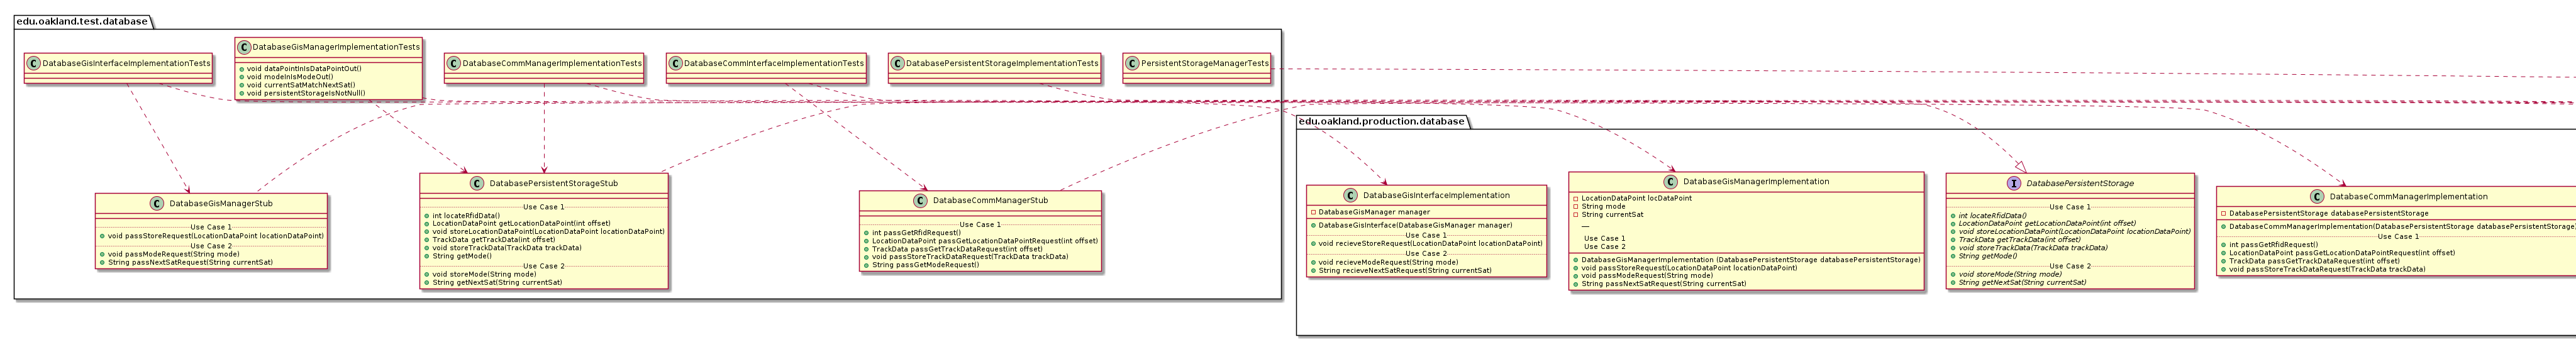 edu.oakland.test.database
DatabaseGisInterfaceImplementationTests
DatabaseGisManagerImplementationTests
void dataPointInIsDataPointOut()
void modeInIsModeOut()
void currentSatMatchNextSat()
void persistentStorageIsNotNull()
DatabaseCommManagerImplementationTests
DatabaseCommInterfaceImplementationTests
DatabasePersistentStorageImplementationTests
PersistentStorageManagerTests
DatabaseGisManagerStub
Use Case 1
void passStoreRequest(LocationDataPoint locationDataPoint)
Use Case 2
void passModeRequest(String mode)
String passNextSatRequest(String currentSat)
DatabasePersistentStorageStub
Use Case 1
int locateRfidData()
LocationDataPoint getLocationDataPoint(int offset)
void storeLocationDataPoint(LocationDataPoint locationDataPoint)
TrackData getTrackData(int offset)
void storeTrackData(TrackData trackData)
String getMode()
Use Case 2
void storeMode(String mode)
String getNextSat(String currentSat)
DatabaseCommManagerStub
Use Case 1
int passGetRfidRequest()
LocationDataPoint passGetLocationDataPointRequest(int offset)
TrackData passGetTrackDataRequest(int offset)
void passStoreTrackDataRequest(TrackData trackData)
String passGetModeRequest()
edu.oakland.production.database
DatabaseGisInterfaceImplementation
DatabaseGisManager manager
DatabaseGisInterface(DatabaseGisManager manager)
Use Case 1
void recieveStoreRequest(LocationDataPoint locationDataPoint)
Use Case 2
void recieveModeRequest(String mode)
String recieveNextSatRequest(String currentSat)
DatabaseGisManagerImplementation
LocationDataPoint locDataPoint
String mode
String currentSat
__
Use Case 1
Use Case 2
DatabaseGisManagerImplementation (DatabasePersistentStorage databasePersistentStorage)
void passStoreRequest(LocationDataPoint locationDataPoint)
void passModeRequest(String mode)
String passNextSatRequest(String currentSat)
DatabasePersistentStorage
Use Case 1
int locateRfidData()
LocationDataPoint getLocationDataPoint(int offset)
void storeLocationDataPoint(LocationDataPoint locationDataPoint)
TrackData getTrackData(int offset)
void storeTrackData(TrackData trackData)
String getMode()
Use Case 2
void storeMode(String mode)
String getNextSat(String currentSat)
DatabaseCommManagerImplementation
DatabasePersistentStorage databasePersistentStorage
DatabaseCommManagerImplementation(DatabasePersistentStorage databasePersistentStorage)
Use Case 1
int passGetRfidRequest()
LocationDataPoint passGetLocationDataPointRequest(int offset)
TrackData passGetTrackDataRequest(int offset)
void passStoreTrackDataRequest(TrackData trackData)